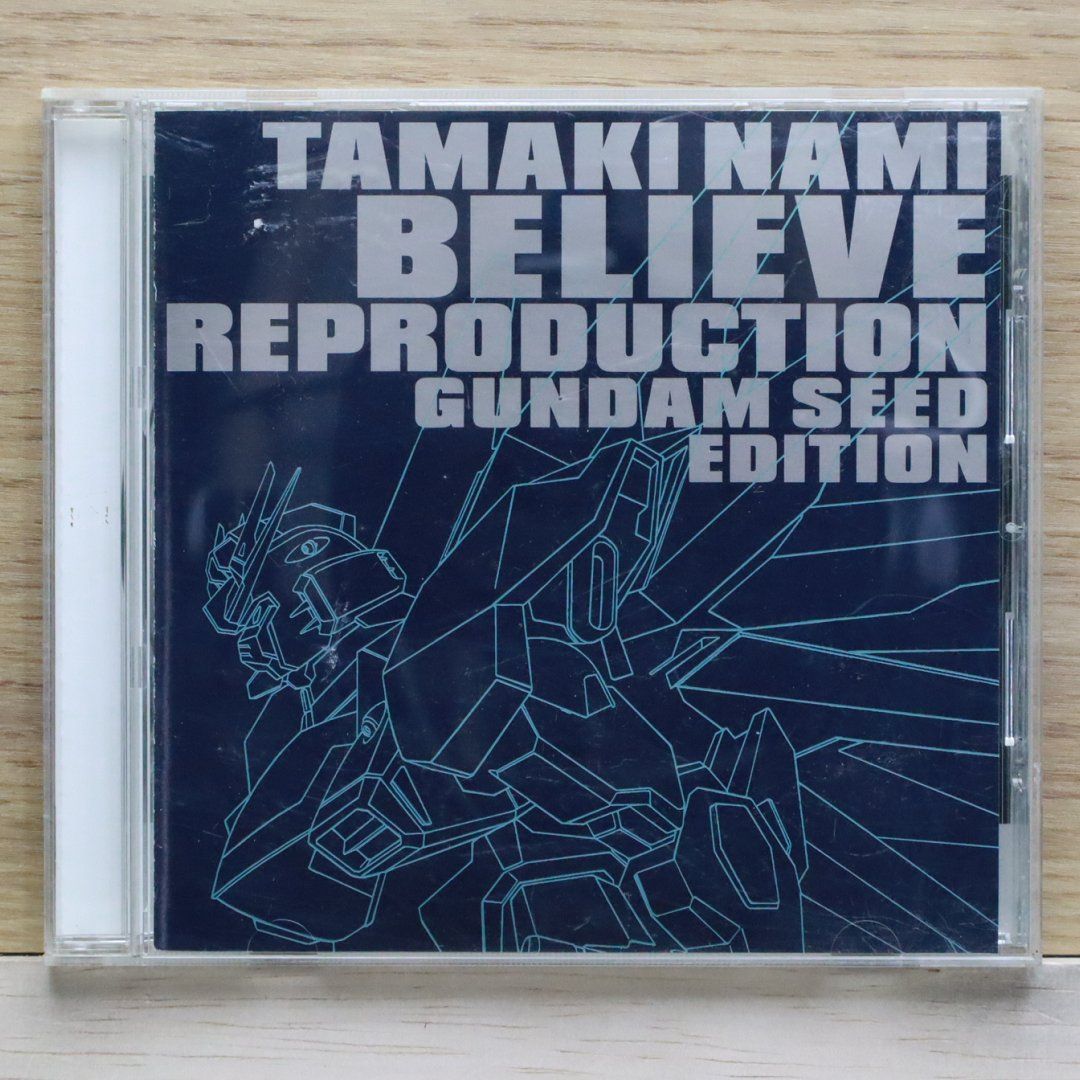 TAMAKI NAMI
BELIEVE
REPRODUCTION
GUNDAM SEED
EDITION